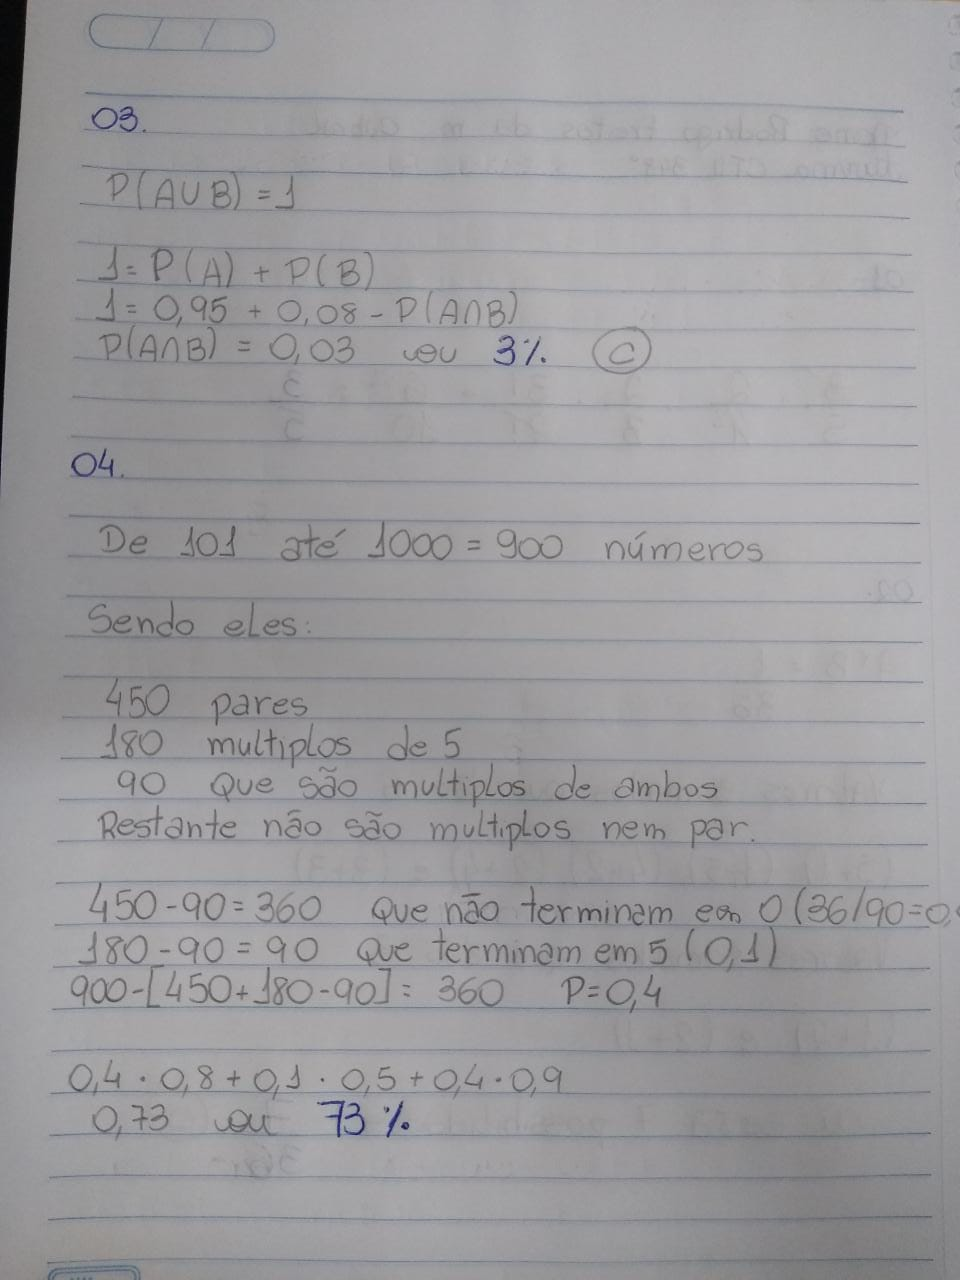 03.
P(A∪B) = 1
1 = P(A) + P(B)
1 = 0,95 + 0,08 - P(A∩B)
P(A∩B) = 0,03 ou 3% C
04.
De 101 até 1000 = 900 números
Sendo eles:
450 pares
180 multiplos de 5
90 que são multiplos de ambos
Restante não são multiplos nem par.
450 - 90 = 360 que não terminam em 0 (36/90=0,
180 - 90 = 90 que terminam em 5 (0,1)
900 - [450 + 180 - 90] = 360 P = 0,4
0,4 · 0,8 + 0,1 · 0,5 + 0,4 · 0,9
0,73 ou 73%